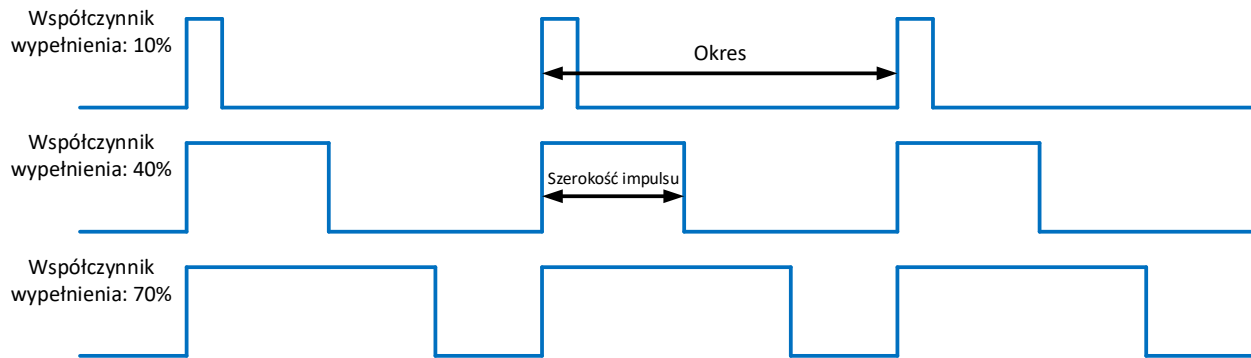 Współczynnik
wypełnienia: 10%
Okres
Współczynnik
wypełnienia: 40%
Szerokość impulsu
Współczynnik
wypełnienia: 70%